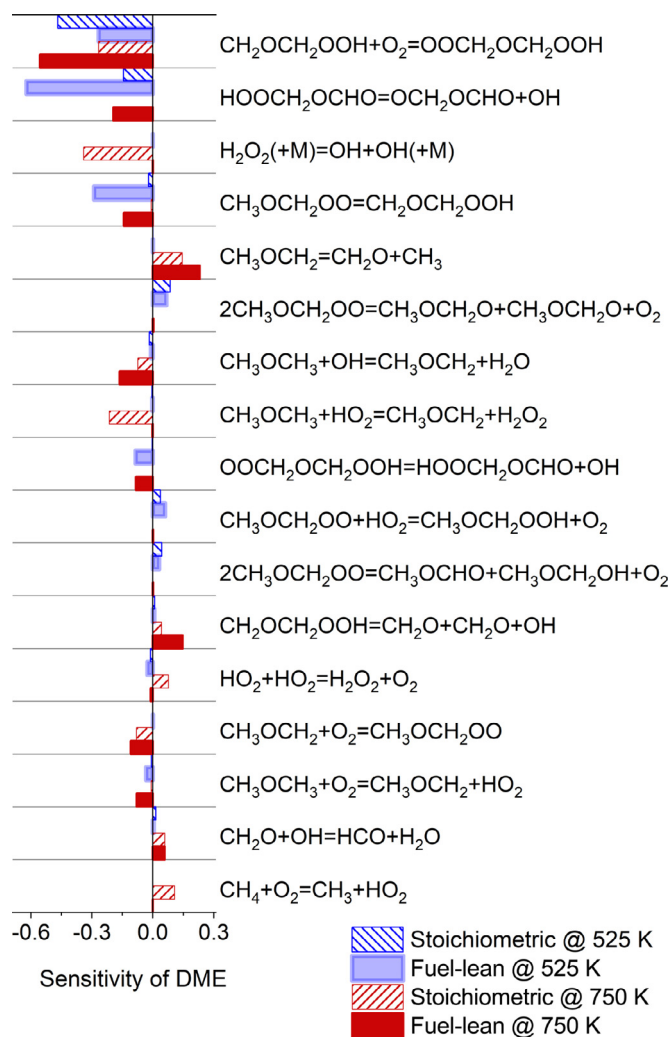 CH₂OCH₂OOH+O₂=OOCH₂OCH₂OOH
HOOCH₂OCHO=OCH₂OCHO+OH
H₂O₂(+M)=OH+OH(+M)
CH₃OCH₂OO=CH₂OCH₂OOH
CH₃OCH₂=CH₂O+CH₃
2CH₃OCH₂OO=CH₃OCH₂O+CH₃OCH₂O+O₂
CH₃OCH₃+OH=CH₃OCH₂+H₂O
CH₃OCH₃+HO₂=CH₃OCH₂+H₂O₂
OOCH₂OCH₂OOH=HOOCH₂OCHO+OH
CH₃OCH₂OO+HO₂=CH₃OCH₂OOH+O₂
2CH₃OCH₂OO=CH₃OCHO+CH₃OCH₂OH+O₂
CH₂OCH₂OOH=CH₂O+CH₂O+OH
HO₂+HO₂=H₂O₂+O₂
CH₃OCH₂+O₂=CH₃OCH₂OO
CH₃OCH₃+O₂=CH₃OCH₂+HO₂
CH₂O+OH=HCO+H₂O
CH₄+O₂=CH₃+HO₂
-0.6 -0.3 0.0 0.3
Sensitivity of DME
Stoichiometric @ 525 K
Fuel-lean @ 525 K
Stoichiometric @ 750 K
Fuel-lean @ 750 K